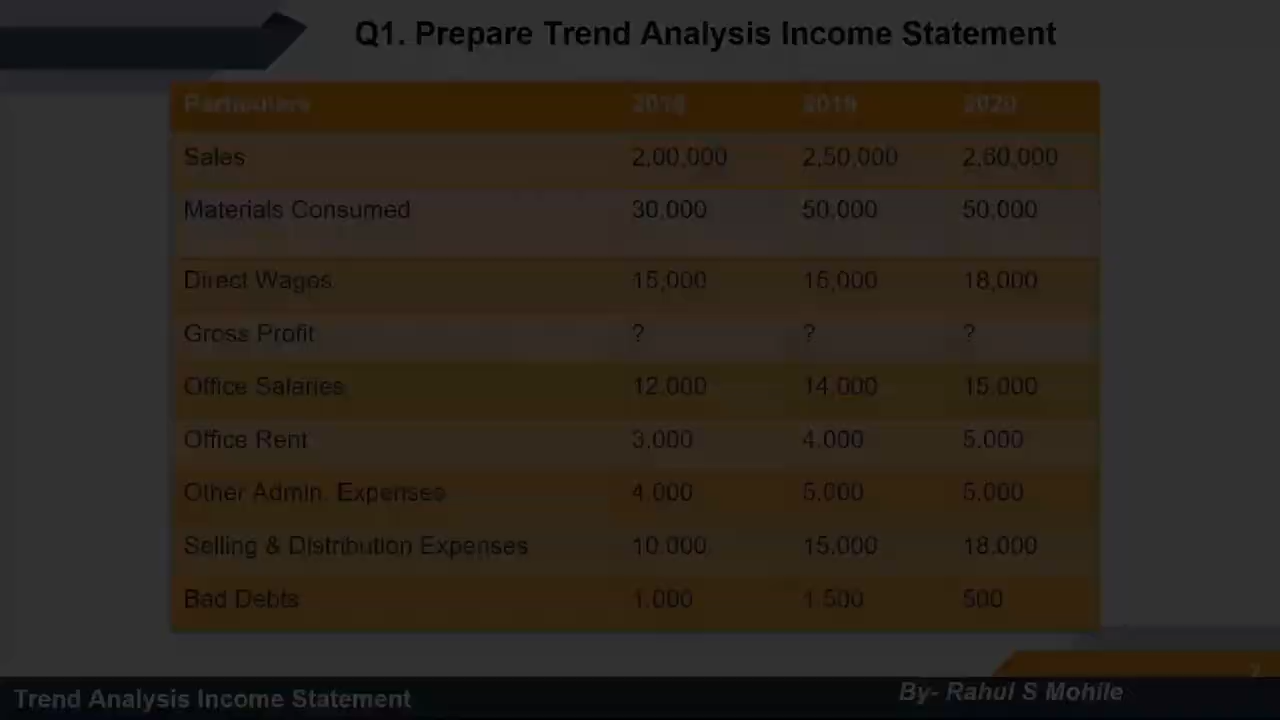 Q1. Prepare Trend Analysis Income Statement
Particulars 2018 2019 2020
Sales 2,00,000 2,50,000 2,60,000
Materials Consumed 30,000 50,000 50,000
Direct Wages 15,000 15,000 18,000
Gross Profit ? ? ?
Office Salaries 12,000 14,000 15,000
Office Rent 3,000 4,000 5,000
Other Admin. Expenses 4,000 5,000 5,000
Selling & Distribution Expenses 10,000 15,000 18,000
Bad Debts 1,000 1,500 500
Trend Analysis Income Statement
By- Rahul S Mohile